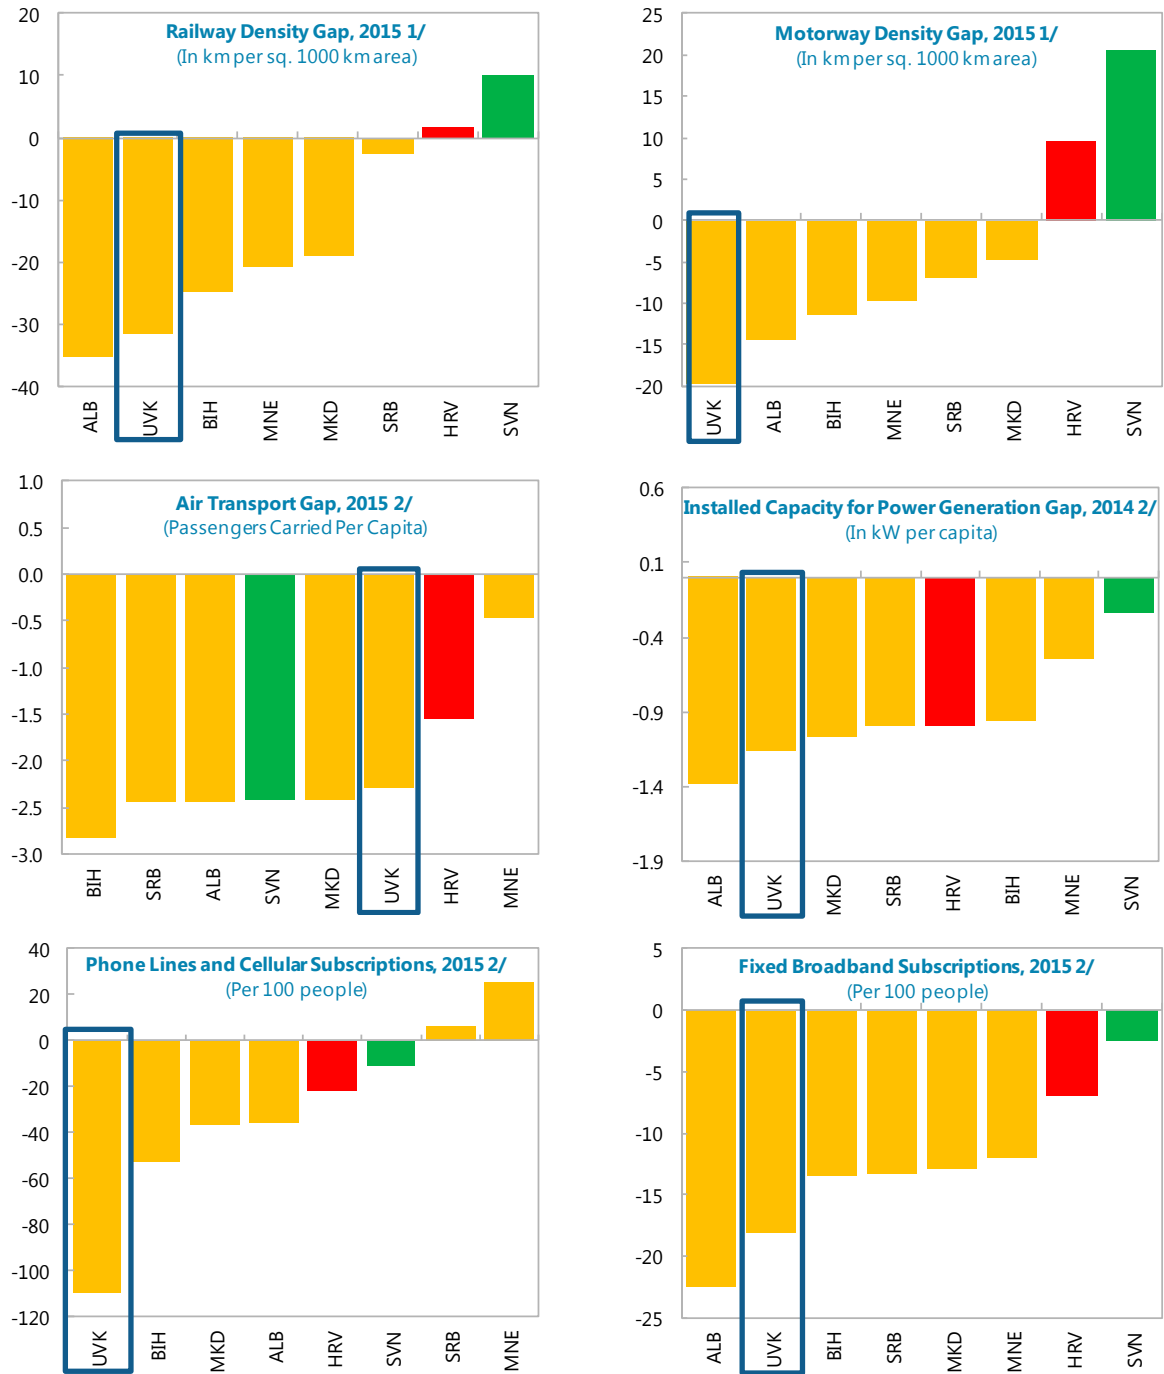 Railway Density Gap, 2015 1/
(In km per sq. 1000 km area)
20
10
0
-10
-20
-30
-40
ALB UVK BIH MNE MKD SRB HRV SVN
Motorway Density Gap, 2015 1/
(In km per sq. 1000 km area)
25
20
15
10
5
0
-5
-10
-15
-20
UVK ALB BIH MNE SRB MKD HRV SVN
Air Transport Gap, 2015 2/
(Passengers Carried Per Capita)
1.0
0.5
0.0
-0.5
-1.0
-1.5
-2.0
-2.5
-3.0
BIH SRB ALB SVN MKD UVK HRV MNE
Installed Capacity for Power Generation Gap, 2014 2/
(In kW per capita)
0.6
0.1
-0.4
-0.9
-1.4
-1.9
ALB UVK MKD SRB HRV BIH MNE SVN
Phone Lines and Cellular Subscriptions, 2015 2/
(Per 100 people)
40
20
0
-20
-40
-60
-80
-100
-120
UVK BIH MKD ALB HRV SVN SRB MNE
Fixed Broadband Subscriptions, 2015 2/
(Per 100 people)
5
0
-5
-10
-15
-20
-25
ALB UVK BIH SRB MKD MNE HRV SVN